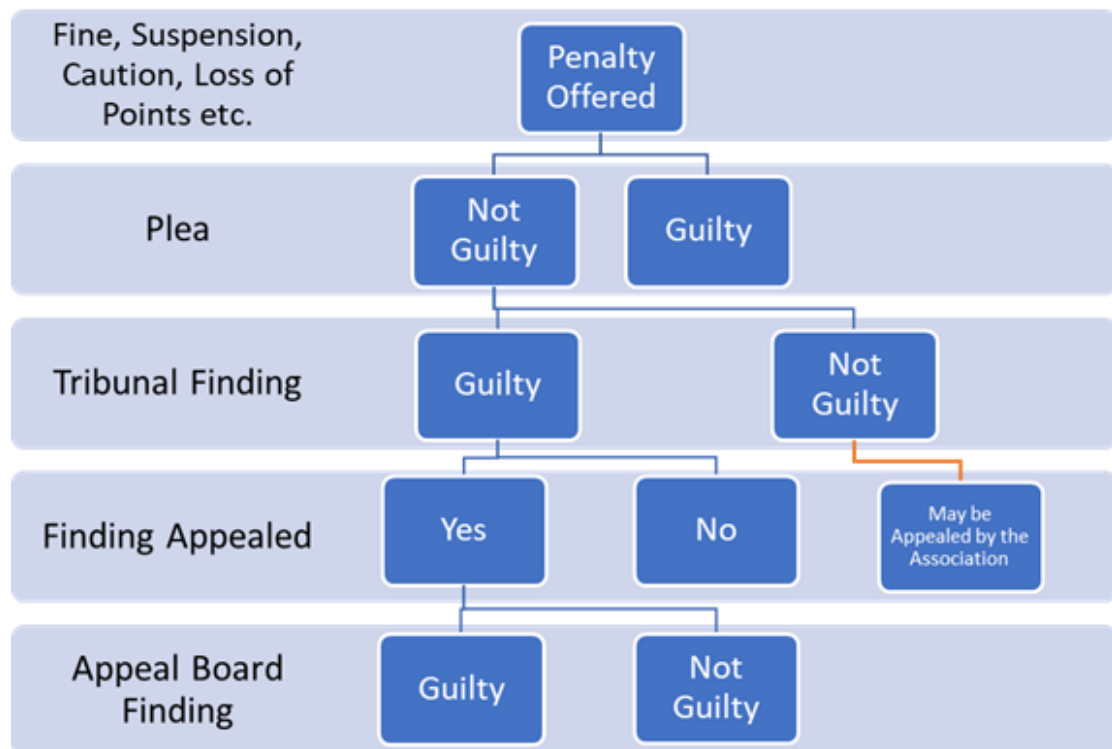 Fine, Suspension,
Caution, Loss of
Points etc.
Penalty
Offered
Plea
Not
Guilty
Guilty
Tribunal Finding
Guilty
Not
Guilty
Finding Appealed
Yes
No
May be
Appealed by the
Association
Appeal Board
Finding
Guilty
Not
Guilty